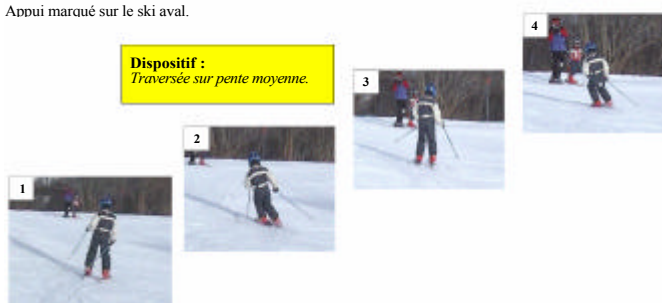 Appui marqué sur le ski aval.
4
Dispositif :
Traversée sur pente moyenne.
3
2
1